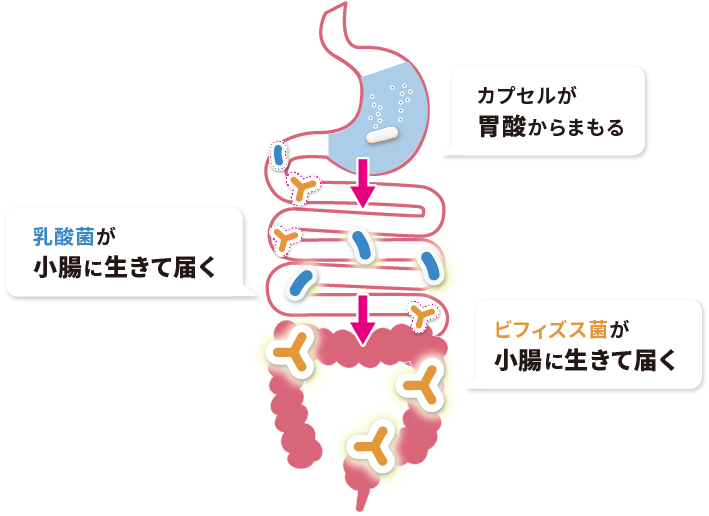 カプセルが
胃酸からまもる
乳酸菌が
小腸に生きて届く
ビフィズス菌が
小腸に生きて届く